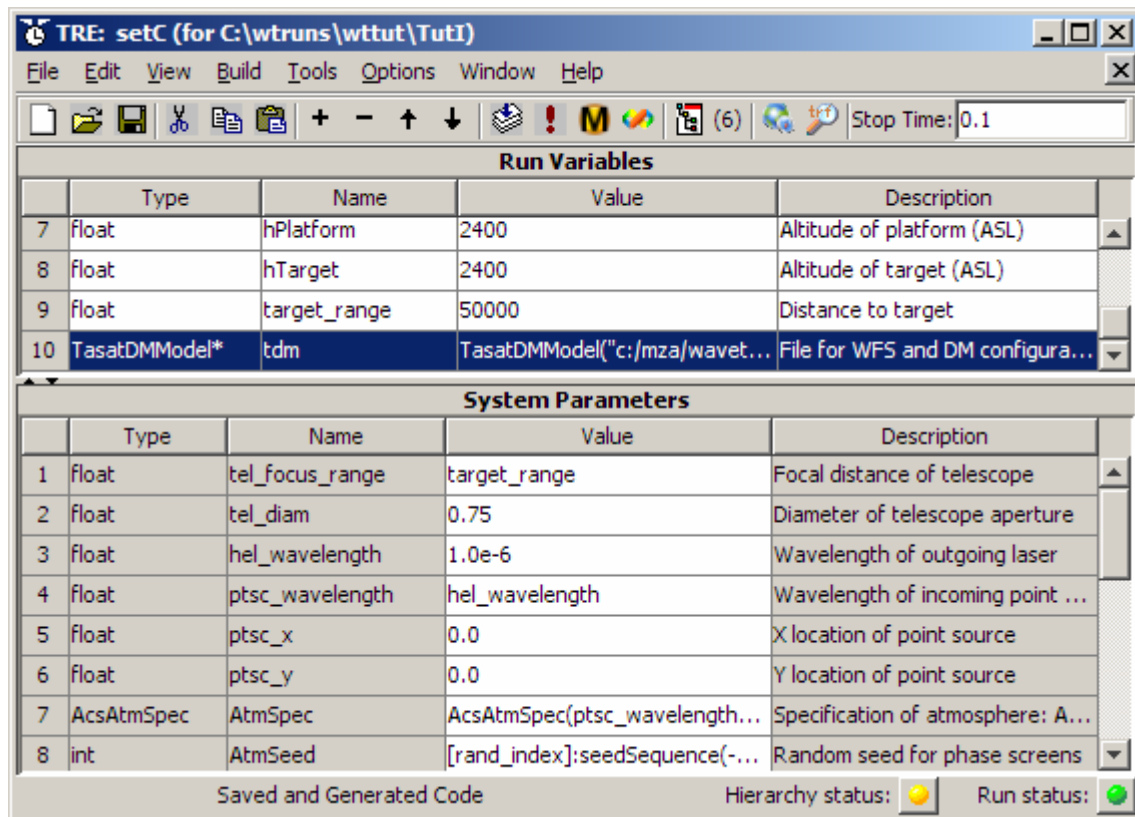 TRE: setC (for C:\wtruns\wttut\TutI)
File Edit View Build Tools Options Window Help
(6) Stop Time: 0.1
Run Variables
Type Name Value Description
7 float hPlatform 2400 Altitude of platform (ASL)
8 float hTarget 2400 Altitude of target (ASL)
9 float target_range 50000 Distance to target
10 TasatDMModel* tdm TasatDMModel("c:/mza/wavet... File for WFS and DM configura...
System Parameters
Type Name Value Description
1 float tel_focus_range target_range Focal distance of telescope
2 float tel_diam 0.75 Diameter of telescope aperture
3 float hel_wavelength 1.0e-6 Wavelength of outgoing laser
4 float ptsc_wavelength hel_wavelength Wavelength of incoming point ...
5 float ptsc_x 0.0 X location of point source
6 float ptsc_y 0.0 Y location of point source
7 AcsAtmSpec AtmSpec AcsAtmSpec(ptsc_wavelength... Specification of atmosphere: A...
8 int AtmSeed [rand_index]:seedSequence(-... Random seed for phase screens
Saved and Generated Code Hierarchy status: Run status: